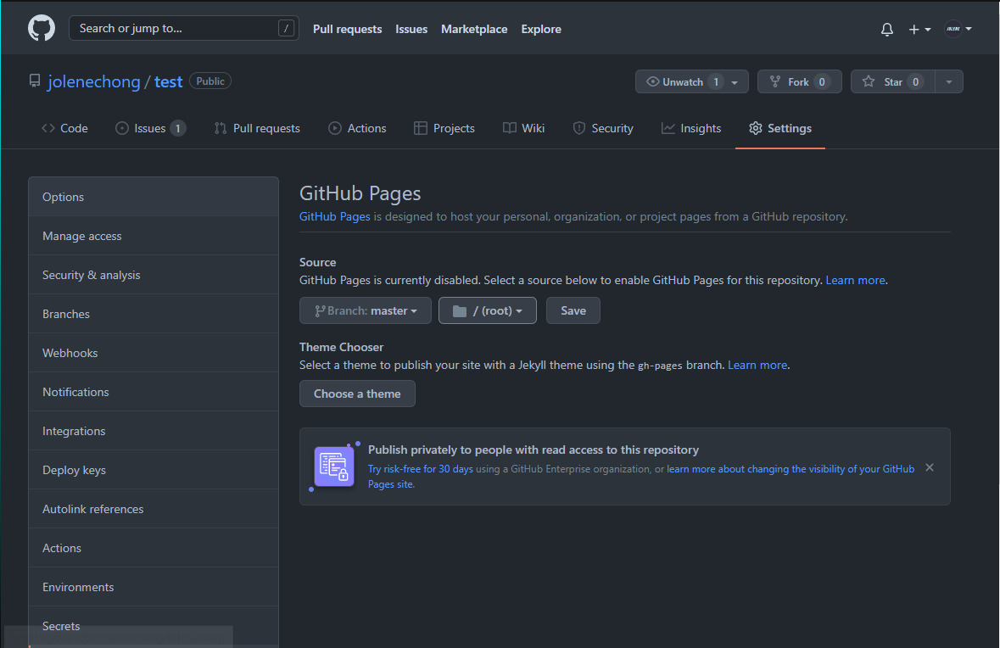 Search or jump to... /
Pull requests Issues Marketplace Explore
jolenechong / test Public
Unwatch 1 Fork 0 Star 0
Code Issues 1 Pull requests Actions Projects Wiki Security Insights Settings
Options
Manage access
Security & analysis
Branches
Webhooks
Notifications
Integrations
Deploy keys
Autolink references
Actions
Environments
Secrets
GitHub Pages
GitHub Pages is designed to host your personal, organization, or project pages from a GitHub repository.
Source
GitHub Pages is currently disabled. Select a source below to enable GitHub Pages for this repository. Learn more.
Branch: master / (root) Save
Theme Chooser
Select a theme to publish your site with a Jekyll theme using the gh-pages branch. Learn more.
Choose a theme
Publish privately to people with read access to this repository
Try risk-free for 30 days using a GitHub Enterprise organization, or learn more about changing the visibility of your GitHub
Pages site.